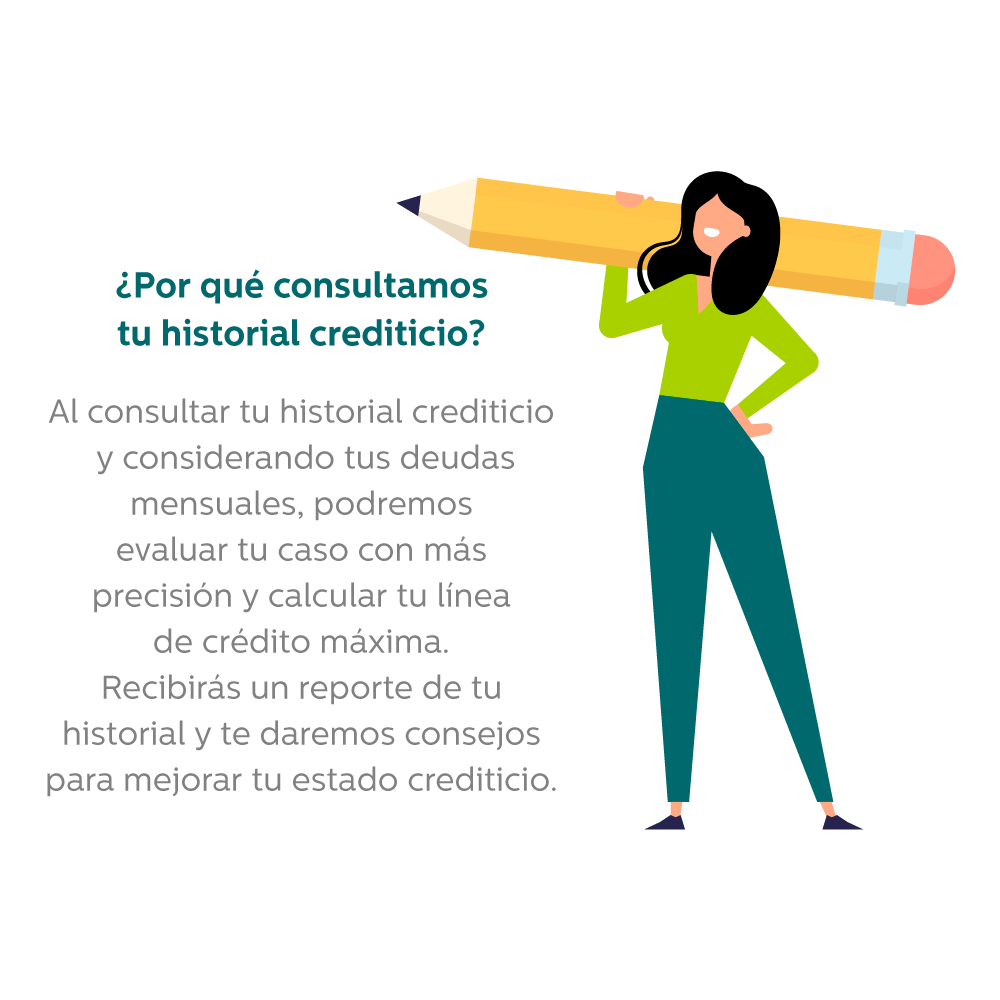 ¿Por qué consultamos
tu historial crediticio?
Al consultar tu historial crediticio
y considerando tus deudas
mensuales, podremos
evaluar tu caso con más
precisión y calcular tu línea
de crédito máxima.
Recibirás un reporte de tu
historial y te daremos consejos
para mejorar tu estado crediticio.